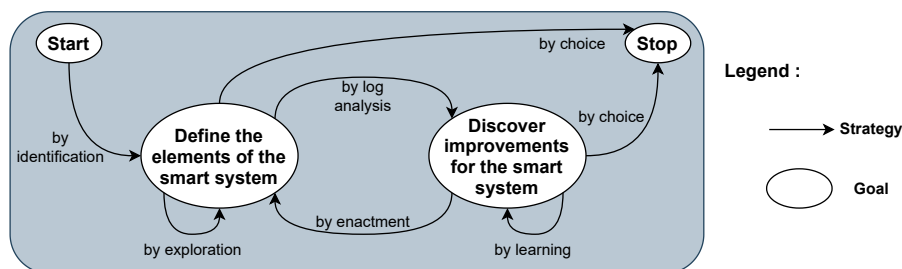 Start
by choice
Stop
Legend :
by log
analysis
by choice
Strategy
by
identification
Define the
elements of the
smart system
Discover
improvements
for the smart
system
Goal
by enactment
by exploration
by learning